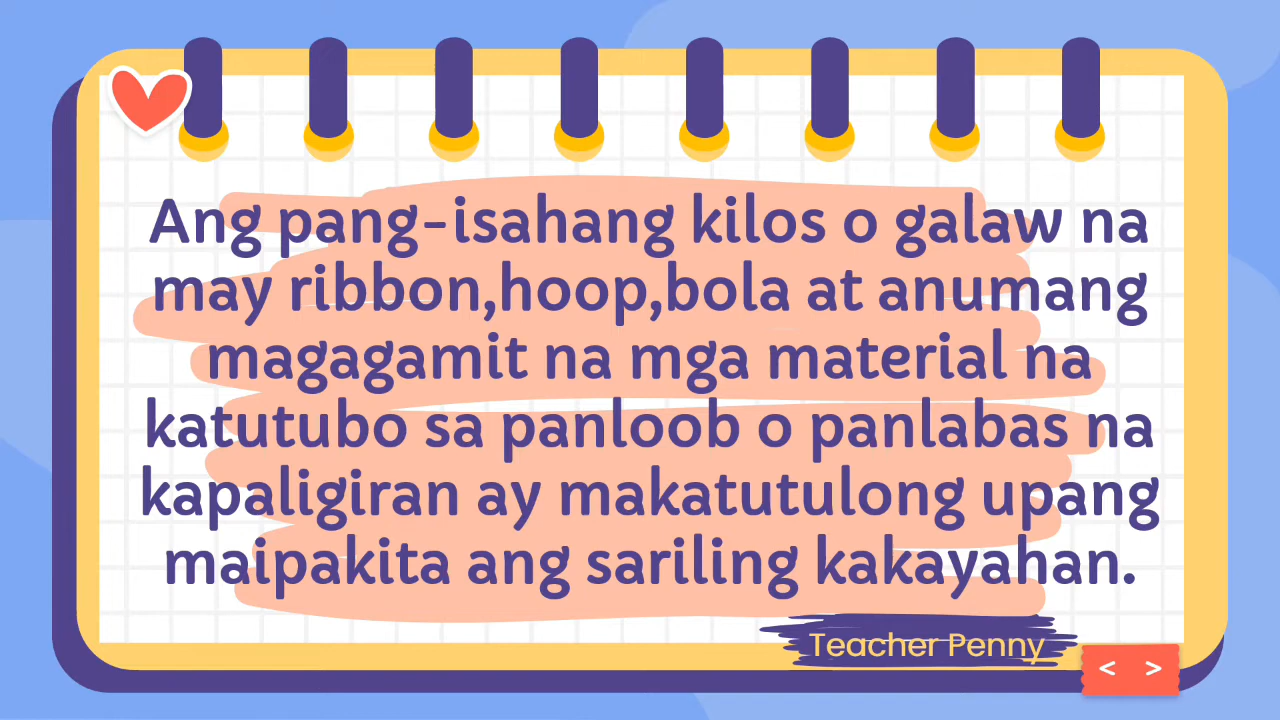 Ang pang-isahang kilos o galaw na
may ribbon,hoop,bola at anumang
magagamit na mga material na
katutubo sa panloob o panlabas na
kapaligiran ay makatutulong upang
maipakita ang sariling kakayahan.
Teacher Penny
< >